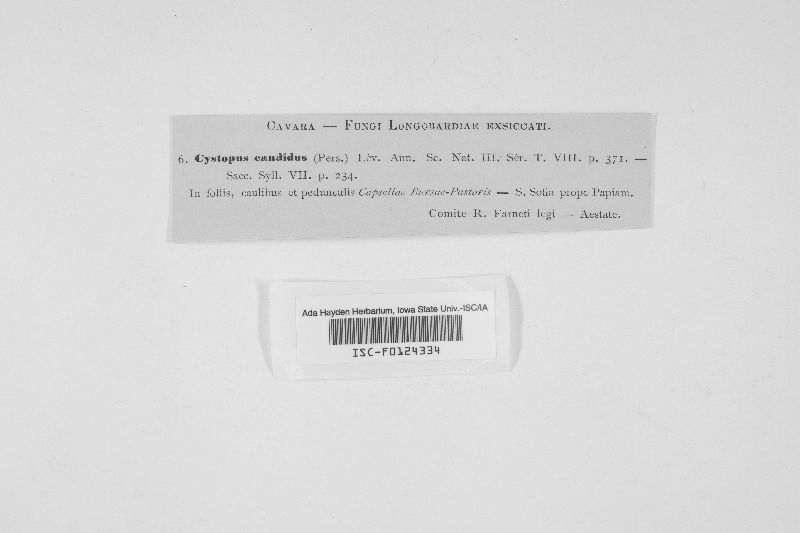 Cavara — Fungi Longobardiae exsiccati.
6. Cystopus candidus (Pers.) Lév. Ann. Sc. Nat. III. Sér. T. VIII. p. 371. —
Sacc. Syll. VII. p. 234.
In foliis, caulibus et pedunculis Capsellae Bursae-Pastoris — S. Sofia prope Papiam.
Comite R. Farneti legi — Aestate.
Ada Hayden Herbarium, Iowa State Univ.-ISC/IA
ISC-F0124334